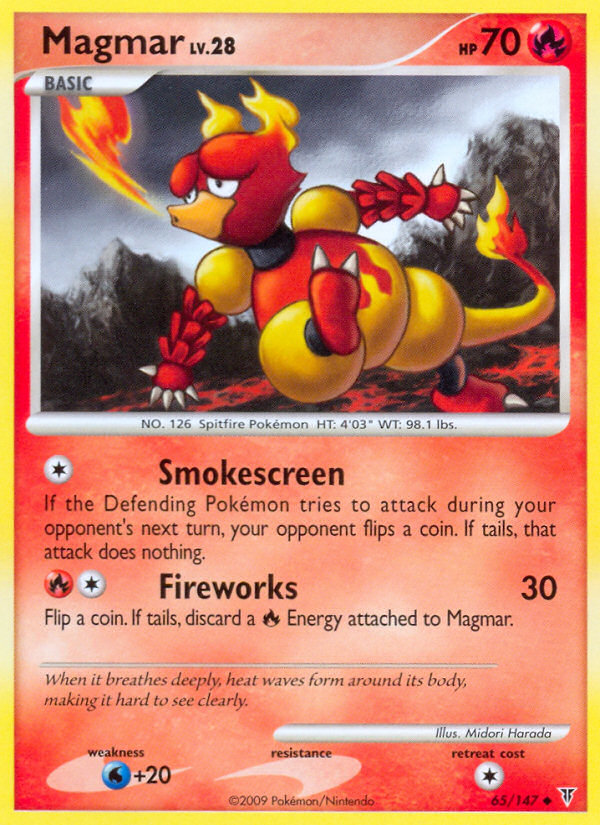 Magmar LV.28
HP 70
BASIC
NO. 126 Spitfire Pokémon HT: 4'03" WT: 98.1 lbs.
Smokescreen
If the Defending Pokémon tries to attack during your
opponent's next turn, your opponent flips a coin. If tails, that
attack does nothing.
Fireworks 30
Flip a coin. If tails, discard a Energy attached to Magmar.
When it breathes deeply, heat waves form around its body,
making it hard to see clearly.
Illus. Midori Harada
weakness resistance retreat cost
+20
©2009 Pokémon/Nintendo 65/147